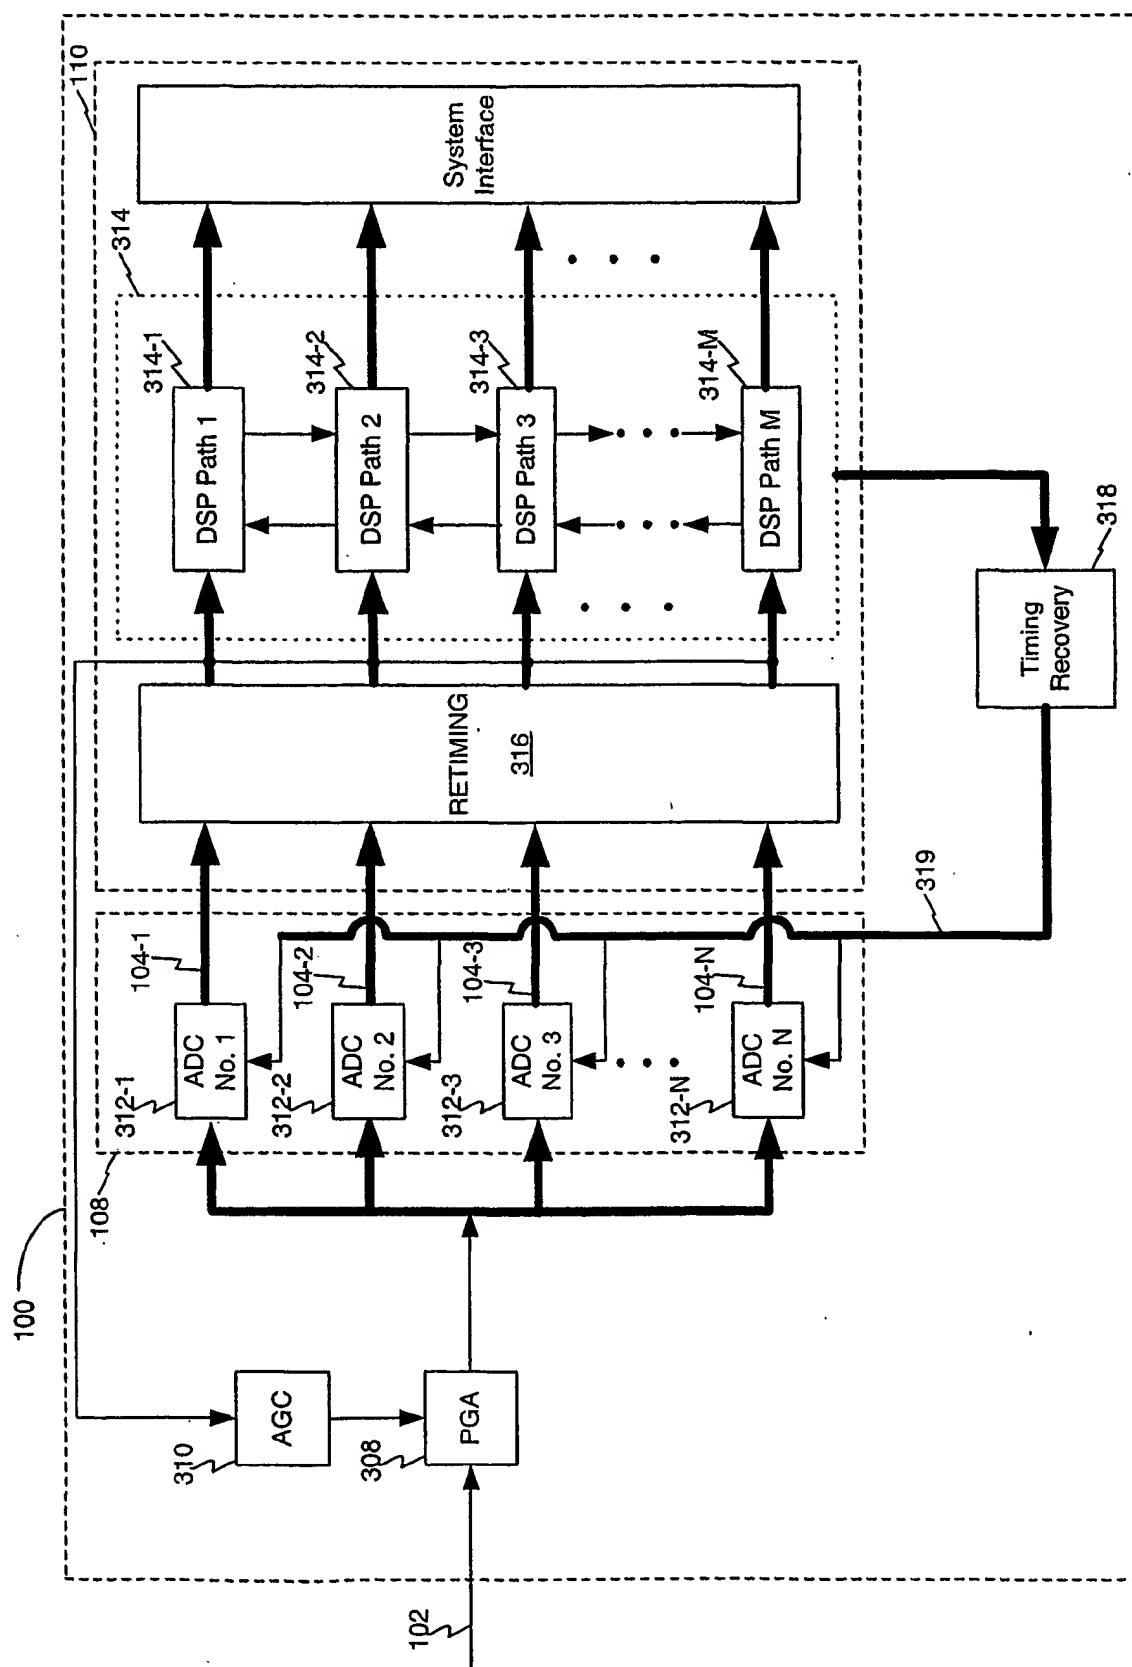 100
110
314
System
Interface
314-1
314-2
314-3
314-M
DSP Path 1
DSP Path 2
DSP Path 3
DSP Path M
318
Timing
Recovery
RETIMING
316
319
104-1
104-2
104-3
104-N
ADC
No. 1
ADC
No. 2
ADC
No. 3
ADC
No. N
312-1
312-2
312-3
312-N
108
AGC
310
PGA
308
102